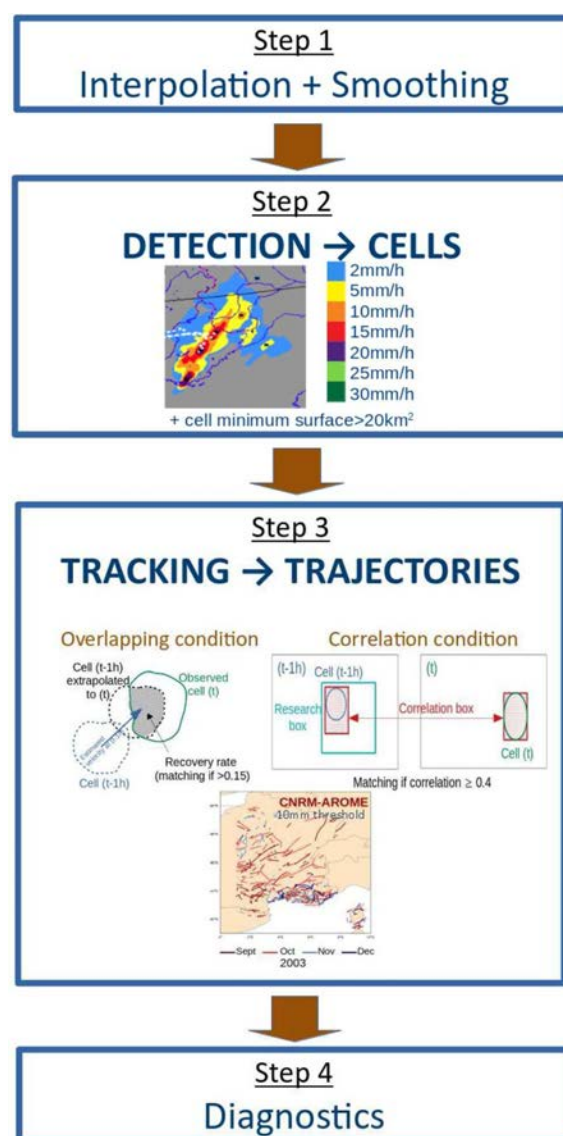 Step 1
Interpolation + Smoothing
Step 2
DETECTION → CELLS
2mm/h
5mm/h
10mm/h
15mm/h
20mm/h
25mm/h
30mm/h
+ cell minimum surface>20km²
Step 3
TRACKING → TRAJECTORIES
Overlapping condition
Cell (t-1h)
extrapolated
to (t)
Observed
cell (t)
Estimated
Recovery rate
(matching if >0.15)
Cell (t-1h)
Correlation condition
(t-1h)
Cell (t-1h)
(t)
Research
box
Correlation box
Cell (t)
Matching if correlation ≥ 0.4
CNRM-AROME
10mm threshold
Sept Oct Nov Dec
2003
Step 4
Diagnostics